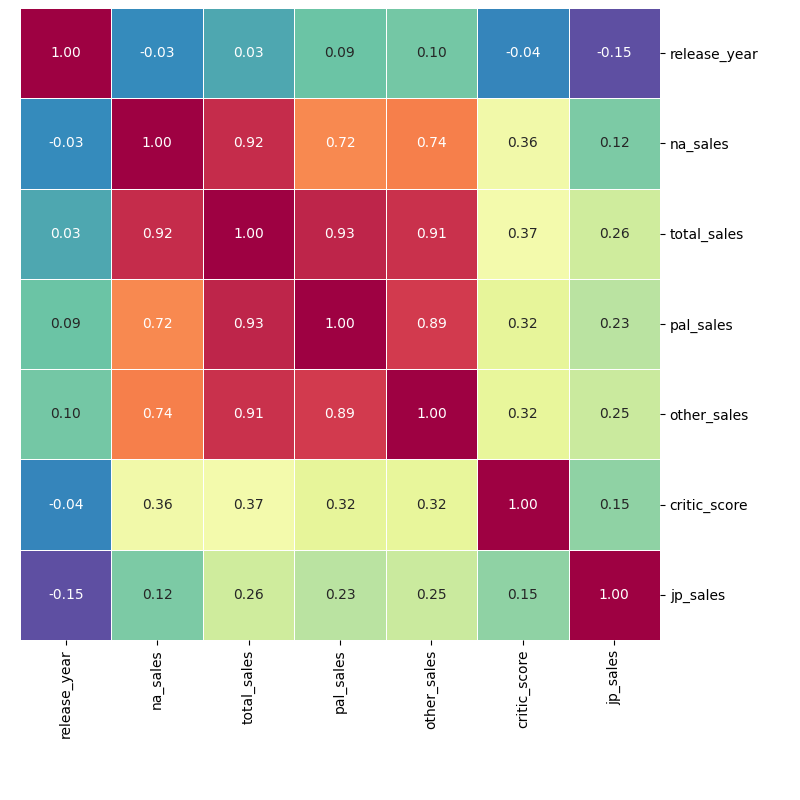 1.00 -0.03 0.03 0.09 0.10 -0.04 -0.15 release_year
-0.03 1.00 0.92 0.72 0.74 0.36 0.12 na_sales
0.03 0.92 1.00 0.93 0.91 0.37 0.26 total_sales
0.09 0.72 0.93 1.00 0.89 0.32 0.23 pal_sales
0.10 0.74 0.91 0.89 1.00 0.32 0.25 other_sales
-0.04 0.36 0.37 0.32 0.32 1.00 0.15 critic_score
-0.15 0.12 0.26 0.23 0.25 0.15 1.00 jp_sales
release_year
na_sales
total_sales
pal_sales
other_sales
critic_score
jp_sales